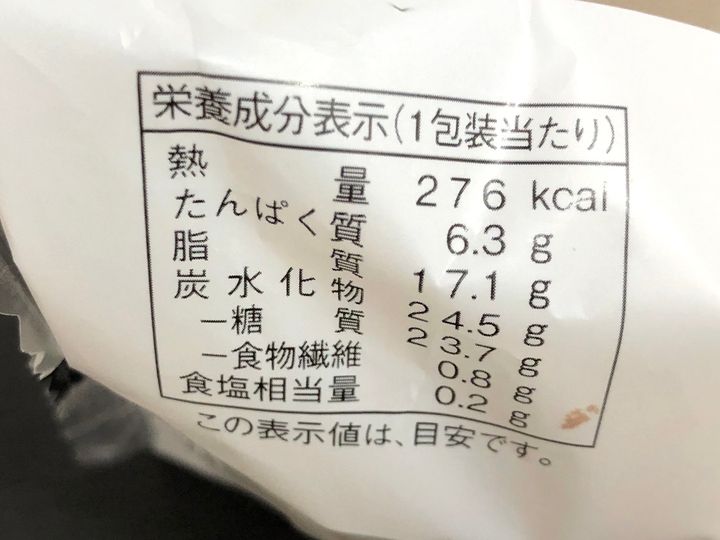 栄養成分表示(1包装当たり)
熱量 276 kcal
たんぱく質 6.3 g
脂質 17.1 g
炭水化物 24.5 g
－糖質 23.7 g
－食物繊維 0.8 g
食塩相当量 0.2 g
この表示値は、目安です。